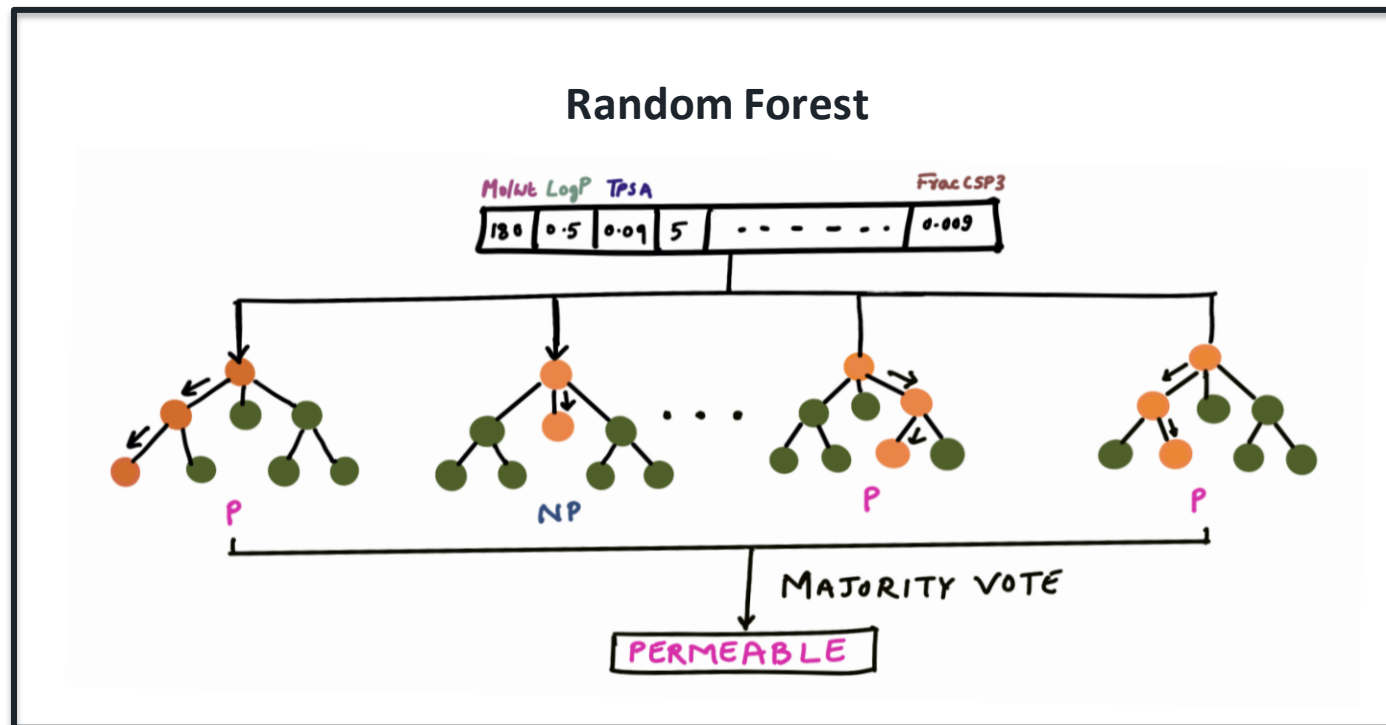 Random Forest
MolWt LogP TPSA FracCSP3
180 0.5 0.09 5 - - - - - - 0.009
. . .
P NP P P
MAJORITY VOTE
PERMEABLE